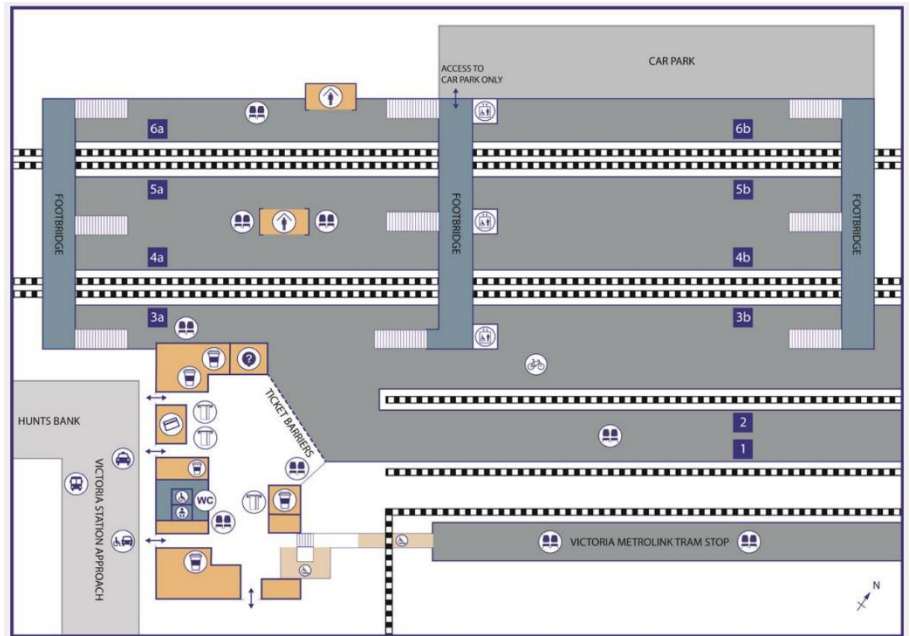 CAR PARK
ACCESS TO
CAR PARK ONLY
6a
6b
FOOTBRIDGE
FOOTBRIDGE
FOOTBRIDGE
5a
5b
4a
4b
3a
3b
?
TICKET BARRIERS
HUNTS BANK
2
1
VICTORIA STATION APPROACH
WC
VICTORIA METROLINK TRAM STOP
N